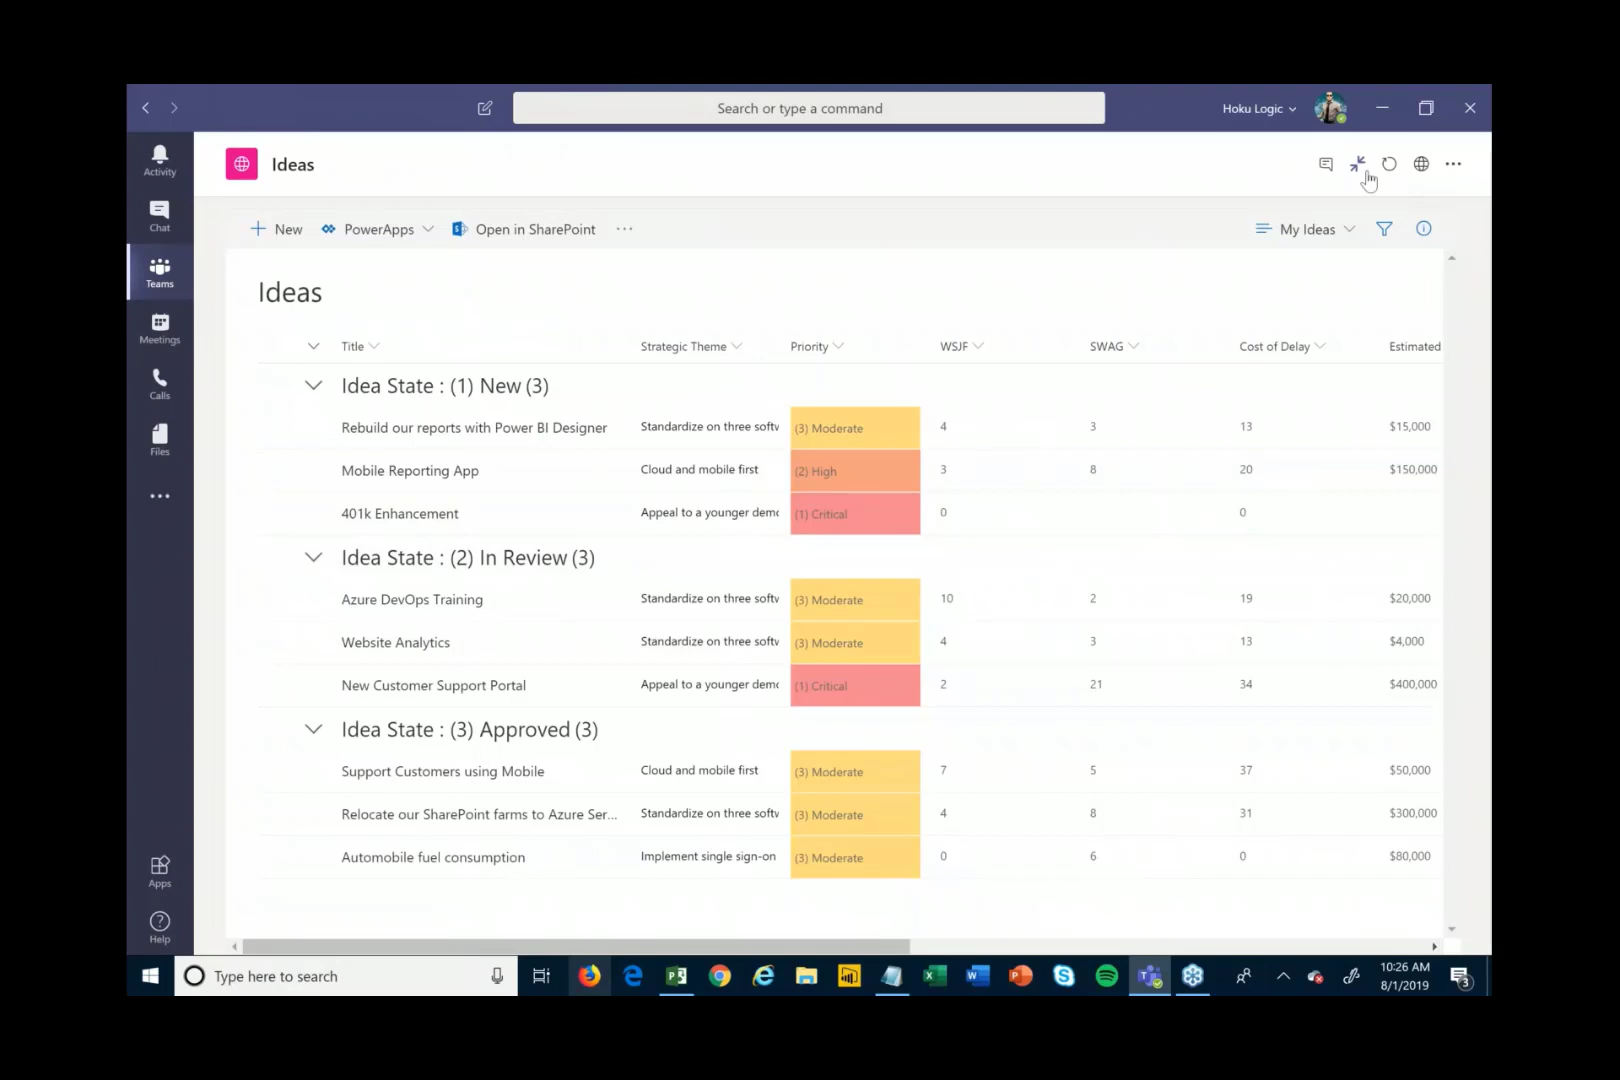 Search or type a command
Hoku Logic
Activity
Chat
Teams
Meetings
Calls
Files
Apps
Help
Ideas
New PowerApps Open in SharePoint My Ideas
Ideas
Title Strategic Theme Priority WSJF SWAG Cost of Delay Estimated
Idea State : (1) New (3)
Rebuild our reports with Power BI Designer Standardize on three softv (3) Moderate 4 3 13 $15,000
Mobile Reporting App Cloud and mobile first (2) High 3 8 20 $150,000
401k Enhancement Appeal to a younger demo (1) Critical 0 0
Idea State : (2) In Review (3)
Azure DevOps Training Standardize on three softv (3) Moderate 10 2 19 $20,000
Website Analytics Standardize on three softv (3) Moderate 4 3 13 $4,000
New Customer Support Portal Appeal to a younger demo (1) Critical 2 21 34 $400,000
Idea State : (3) Approved (3)
Support Customers using Mobile Cloud and mobile first (3) Moderate 7 5 37 $50,000
Relocate our SharePoint farms to Azure Ser... Standardize on three softv (3) Moderate 4 8 31 $300,000
Automobile fuel consumption Implement single sign-on (3) Moderate 0 6 0 $80,000
Type here to search
10:26 AM
8/1/2019
3